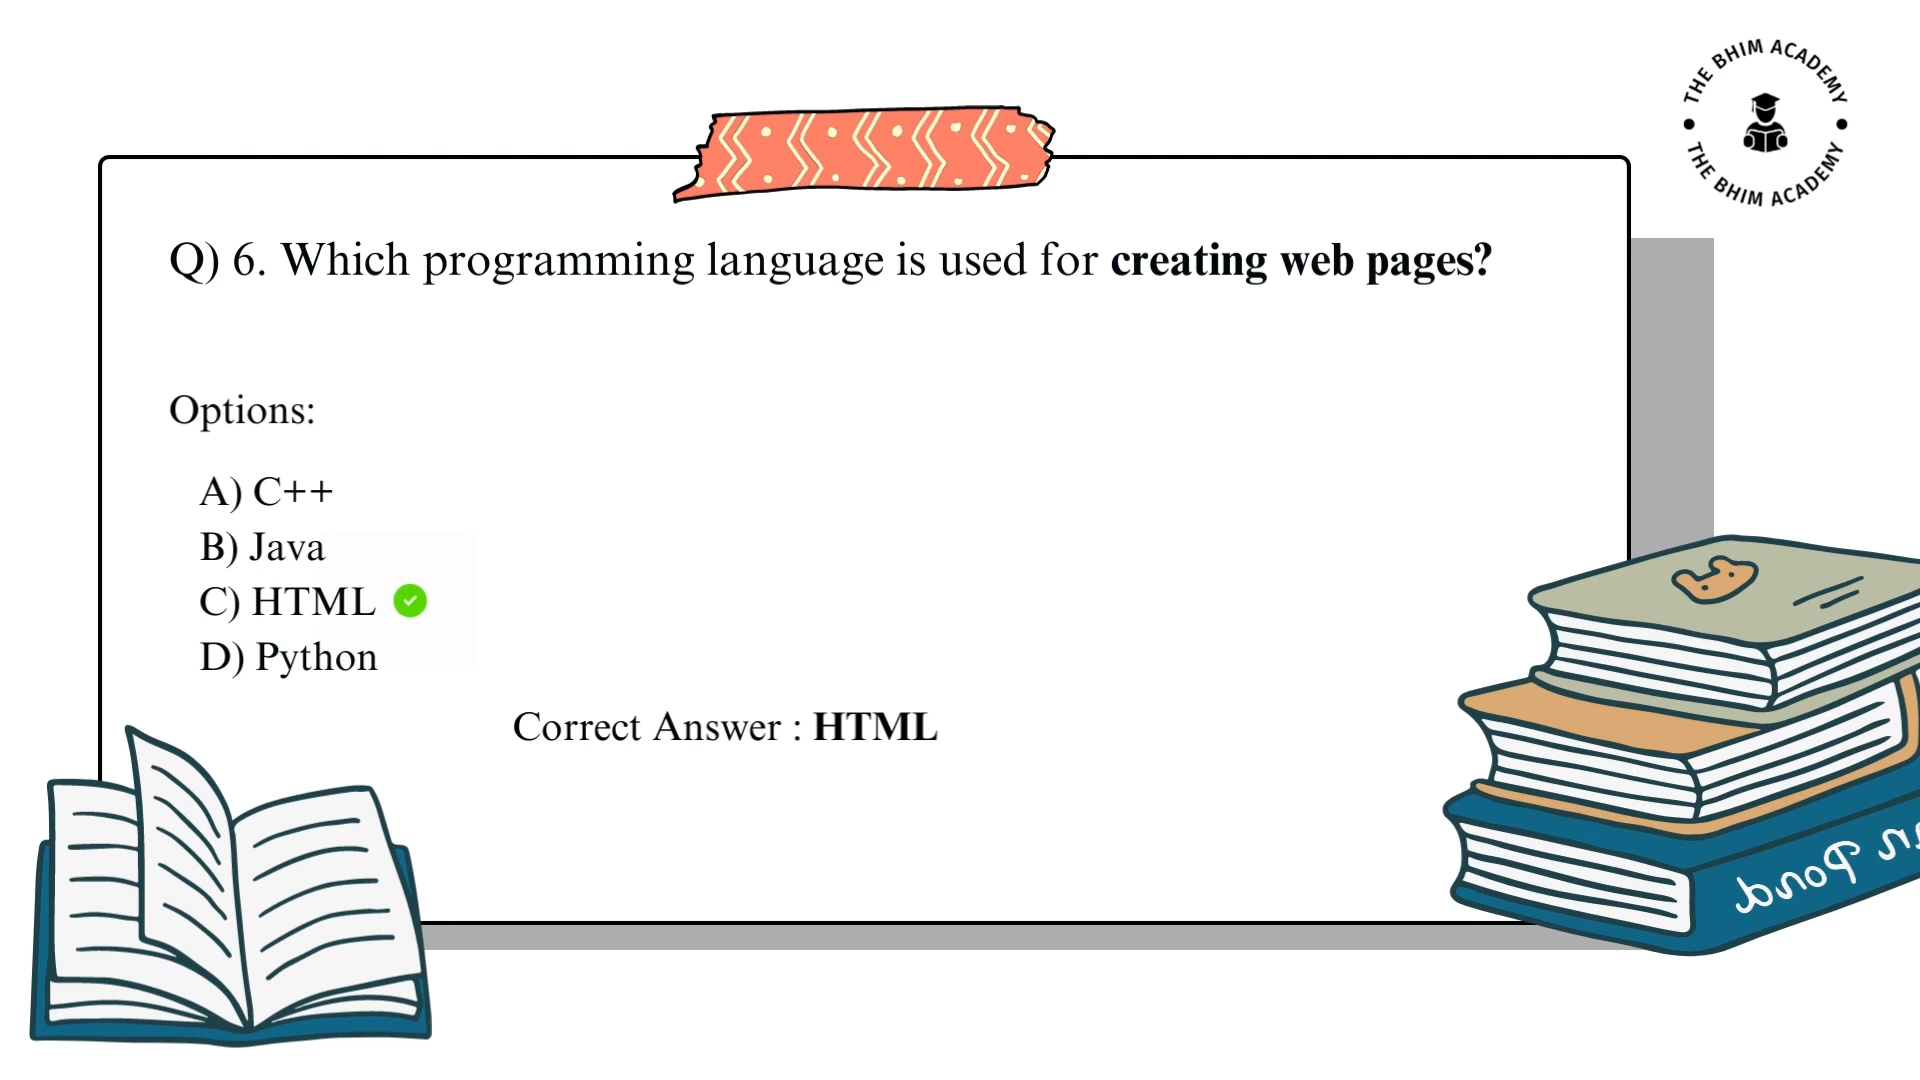 THE BHIM ACADEMY
THE BHIM ACADEMY
Q) 6. Which programming language is used for creating web pages?
Options:
A) C++
B) Java
C) HTML
D) Python
Correct Answer : HTML
Pond